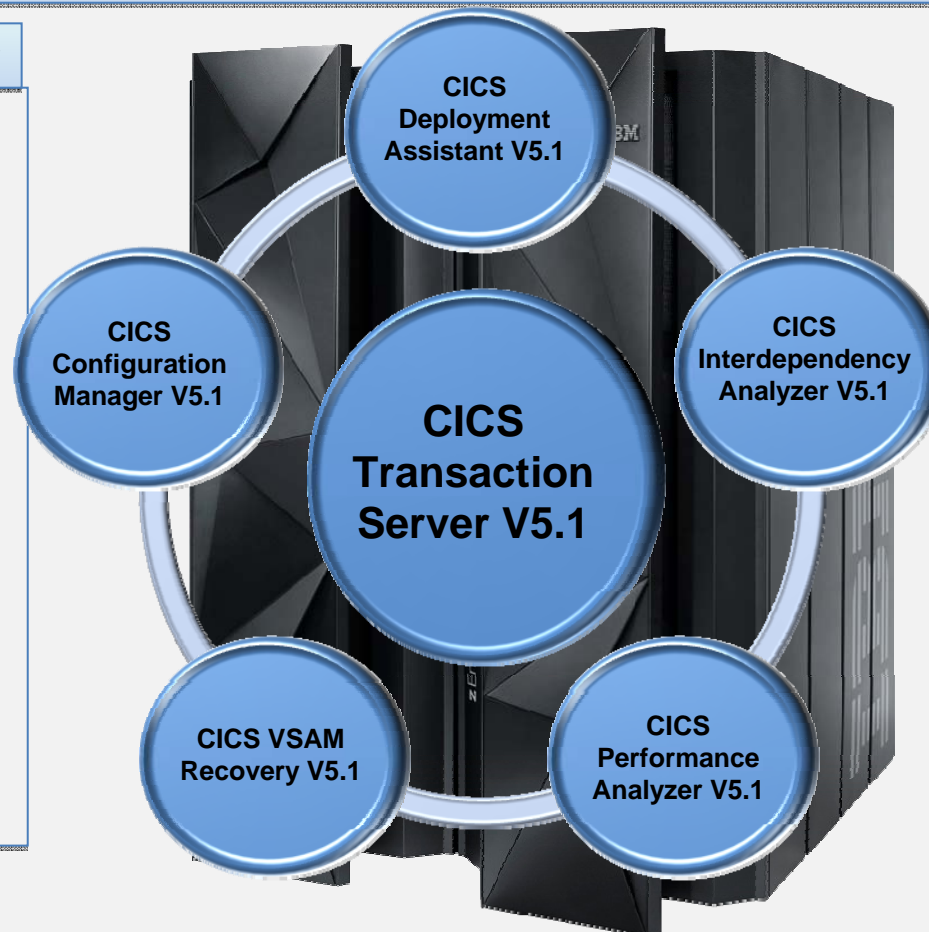 CICS
Deployment
Assistant V5.1
CICS
Configuration
Manager V5.1
CICS
Interdependency
Analyzer V5.1
CICS
Transaction
Server V5.1
CICS VSAM
Recovery V5.1
CICS
Performance
Analyzer V5.1